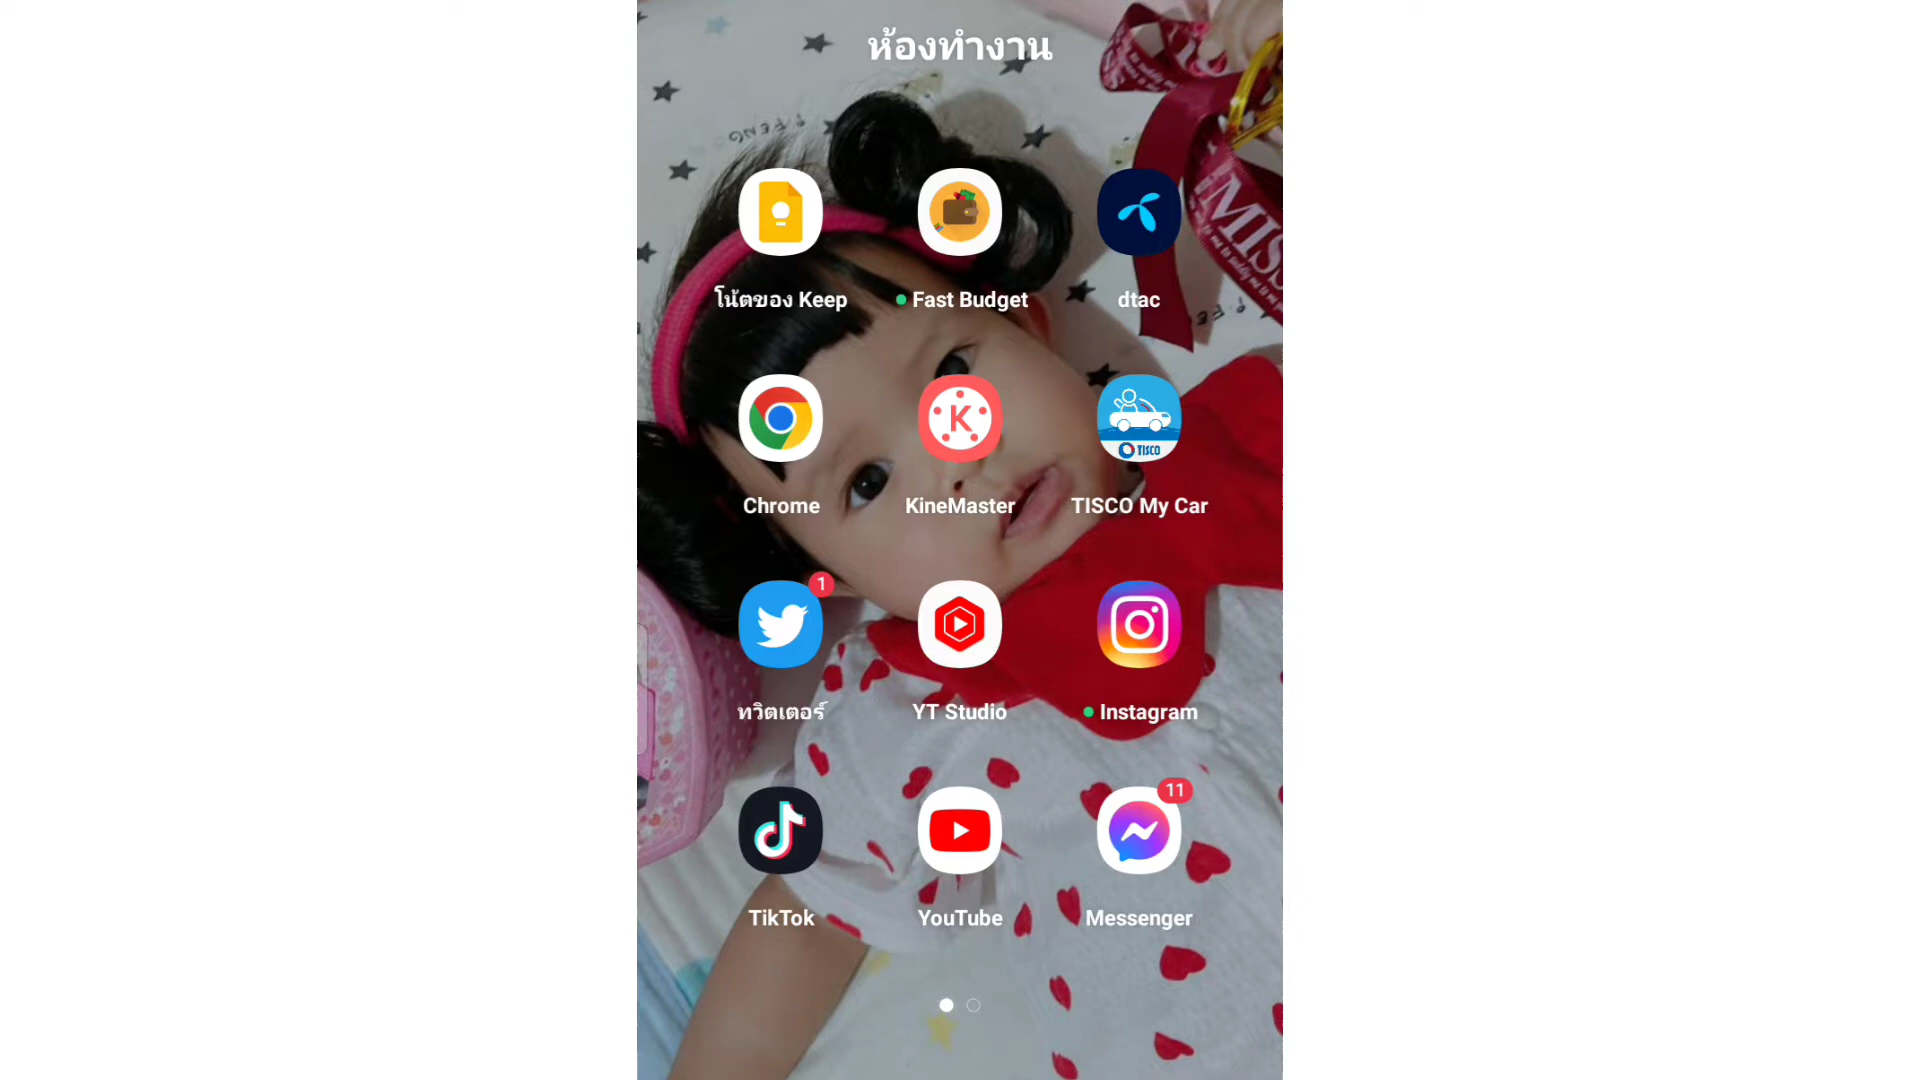 ห้องทำงาน
โน้ตของ Keep
Fast Budget
dtac
K
TISCO
Chrome
KineMaster
TISCO My Car
1
ทวิตเตอร์
YT Studio
Instagram
11
TikTok
YouTube
Messenger
MISS